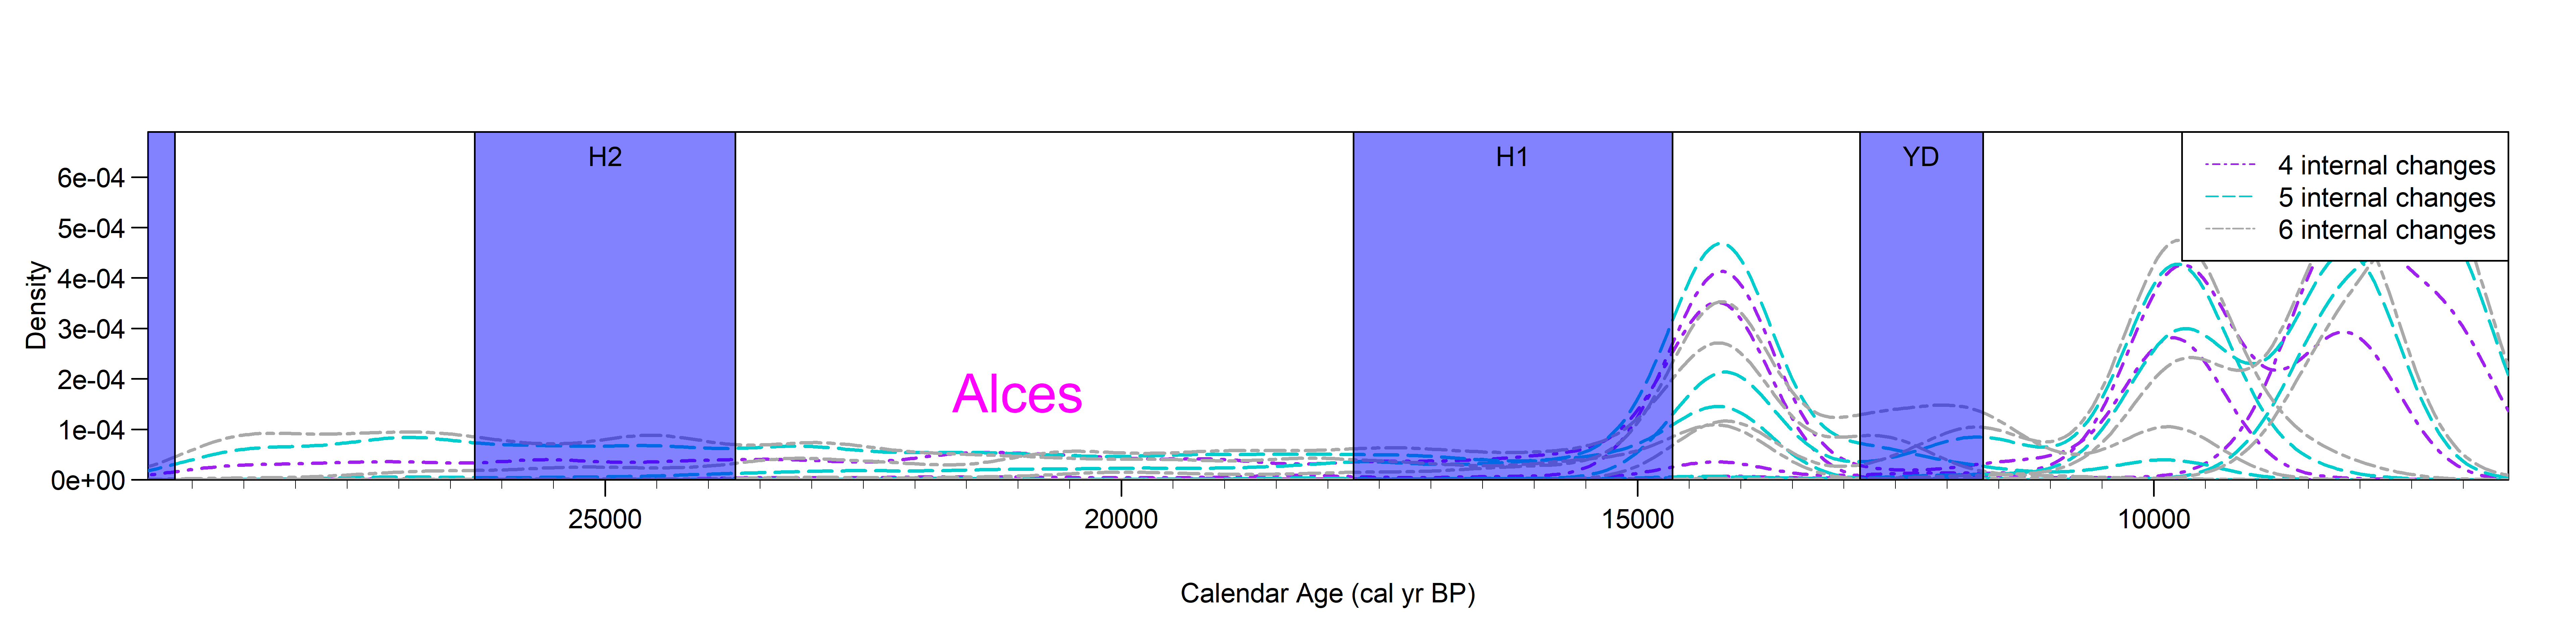 H2
H1
YD
4 internal changes
5 internal changes
6 internal changes
6e-04
5e-04
4e-04
3e-04
2e-04
1e-04
0e+00
Density
Alces
25000
20000
15000
10000
Calendar Age (cal yr BP)